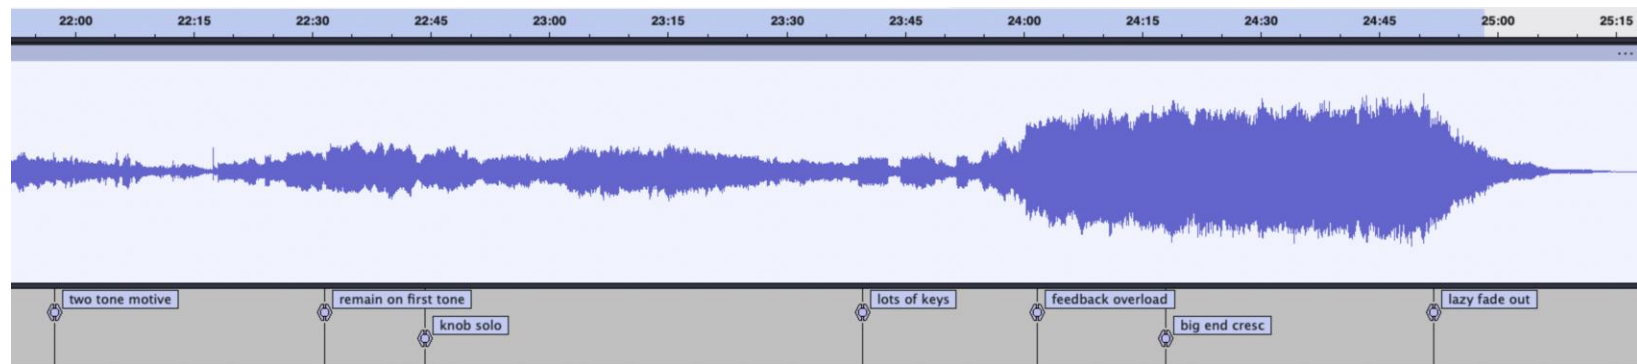 22:00 22:15 22:30 22:45 23:00 23:15 23:30 23:45 24:00 24:15 24:30 24:45 25:00 25:15
...
two tone motive remain on first tone lots of keys feedback overload lazy fade out
knob solo big end cresc